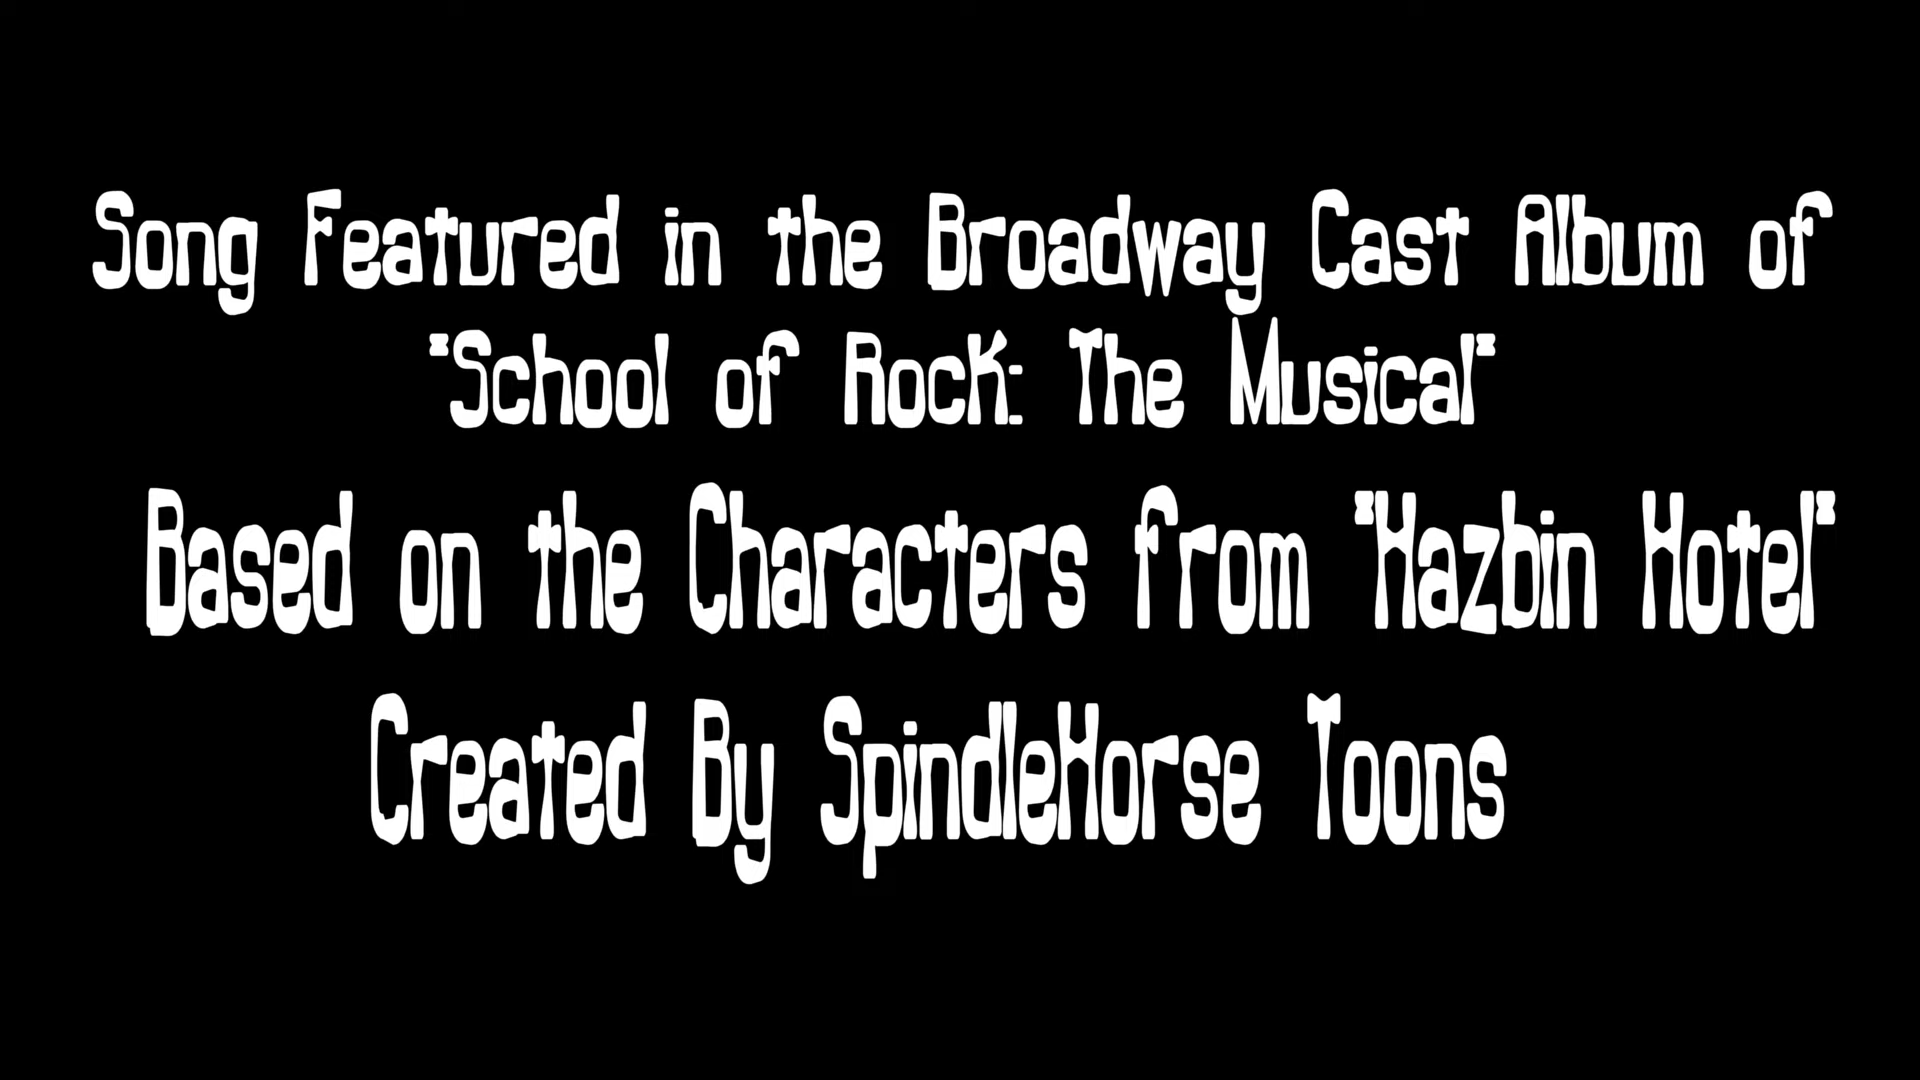 Song Featured in the Broadway Cast Album of
"School of Rock: The Musical"
Based on the Characters from "Hazbin Hotel"
Created By SpindleHorse Toons